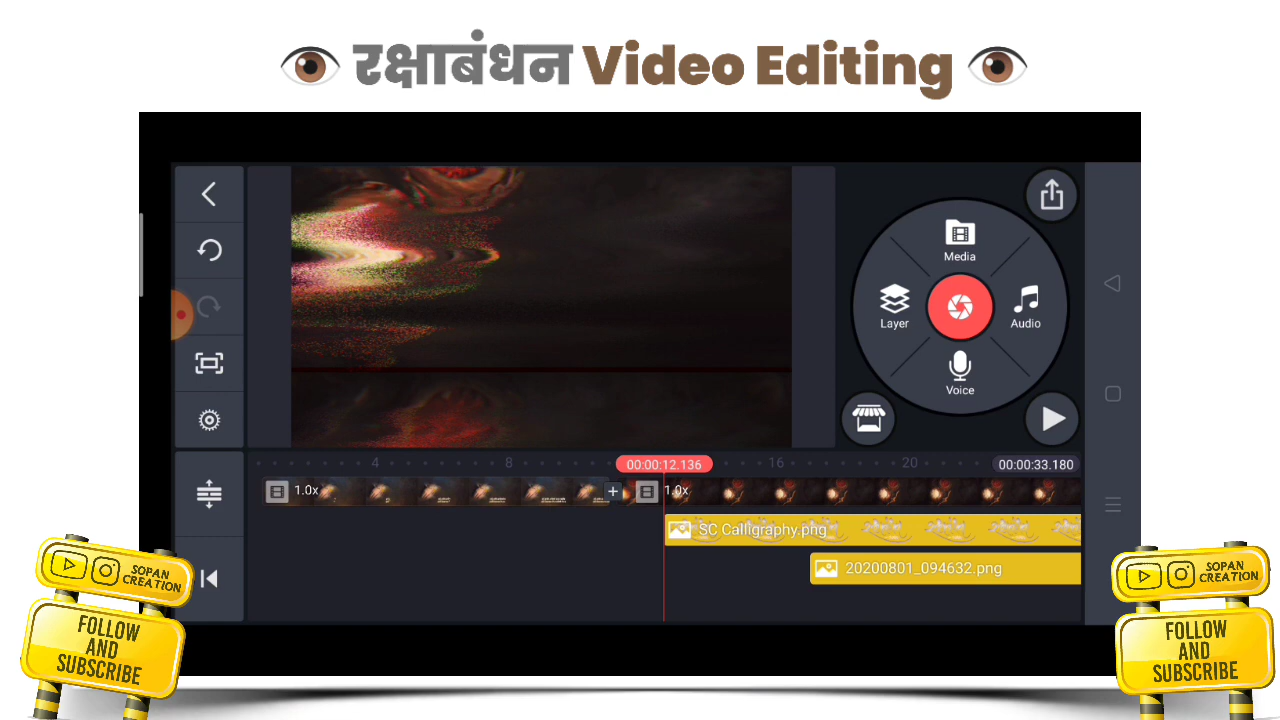 रक्षाबंधन Video Editing
Media
Layer
Audio
Voice
4
8
00:00:12.136
16
20
00:00:33.180
1.0x
1.0x
SC Calligraphy.png
20200801_094632.png
SOPAN
CREATION
FOLLOW
AND
SUBSCRIBE
SOPAN
CREATION
FOLLOW
AND
SUBSCRIBE